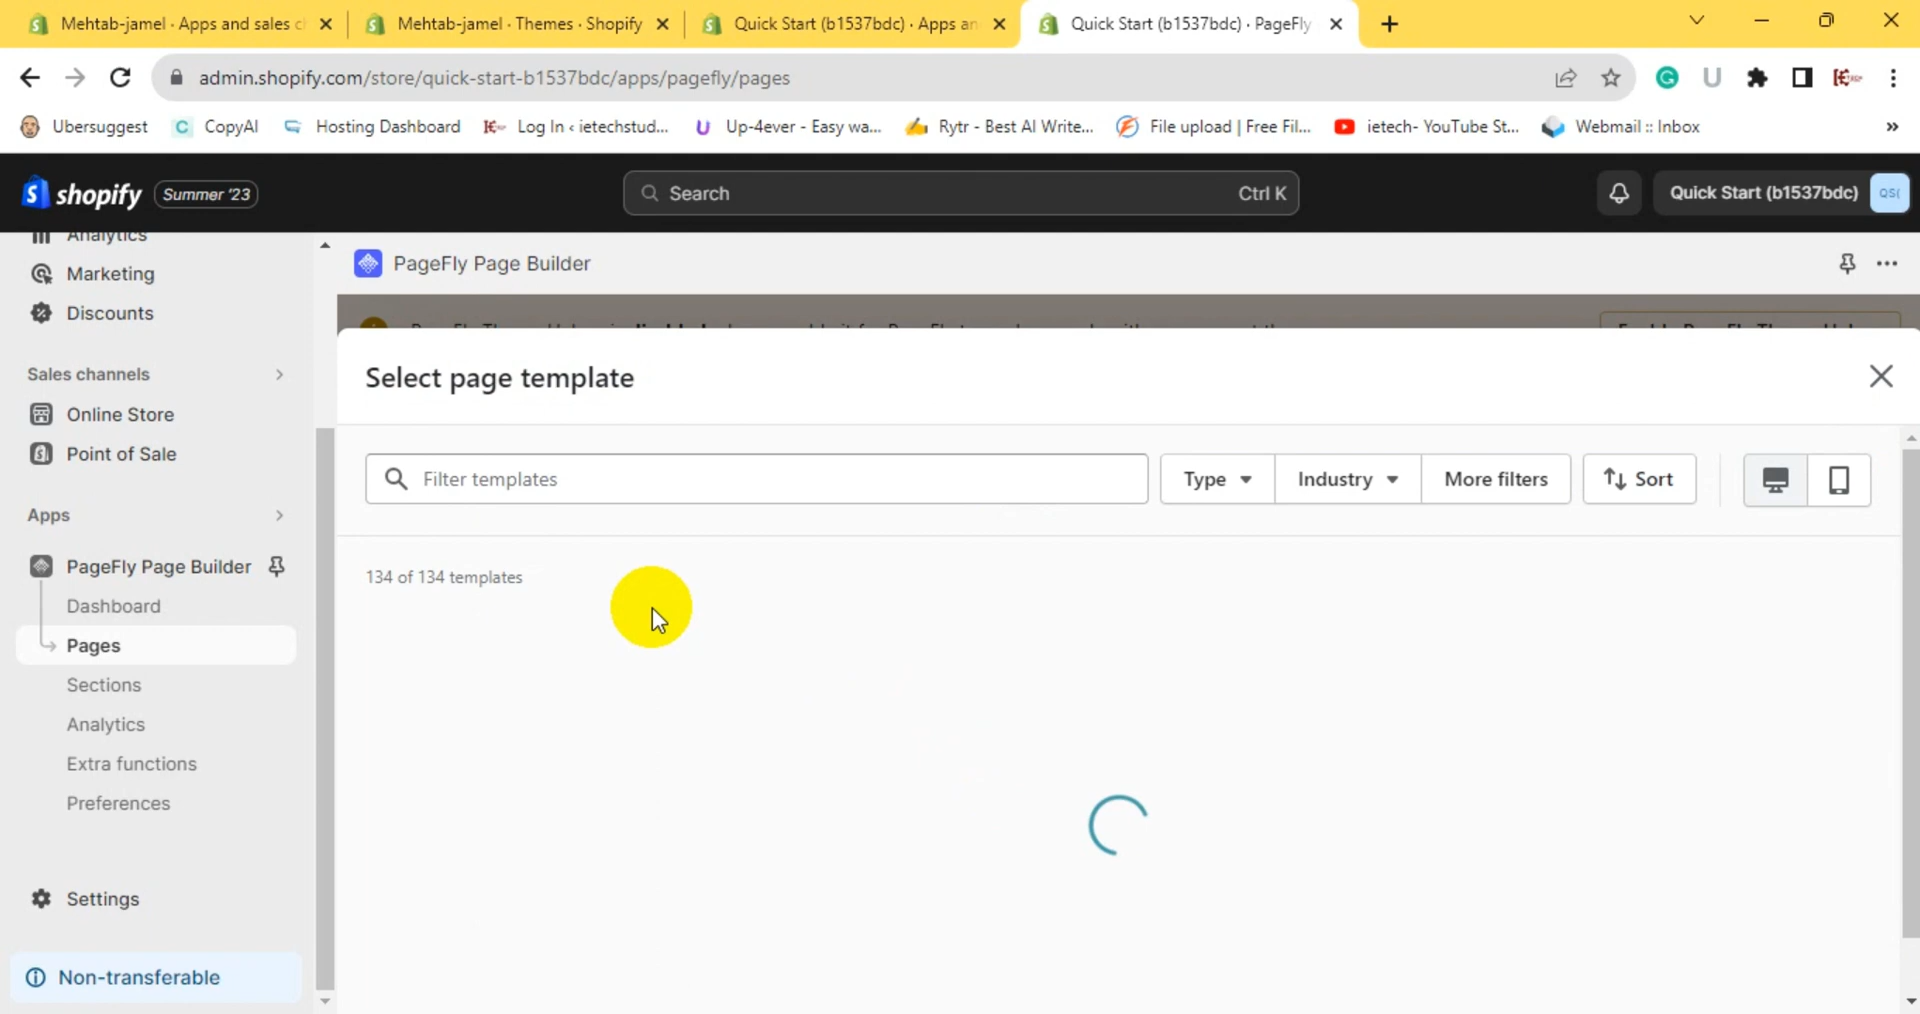 Mehtab-jamel · Apps and sales c
Mehtab-jamel · Themes · Shopify
Quick Start (b1537bdc) · Apps an
Quick Start (b1537bdc) · PageFly
admin.shopify.com/store/quick-start-b1537bdc/apps/pagefly/pages
Ubersuggest
CopyAI
Hosting Dashboard
Log In ‹ ietechstud...
Up-4ever - Easy wa...
Rytr - Best AI Write...
File upload | Free Fil...
ietech- YouTube St...
Webmail :: Inbox
»
shopify
Summer '23
Search
Ctrl K
Quick Start (b1537bdc)
QS(
Analytics
Marketing
Discounts
Sales channels
Online Store
Point of Sale
Apps
PageFly Page Builder
Dashboard
Pages
Sections
Analytics
Extra functions
Preferences
Settings
Non-transferable
PageFly Page Builder
Select page template
Filter templates
Type
Industry
More filters
Sort
134 of 134 templates